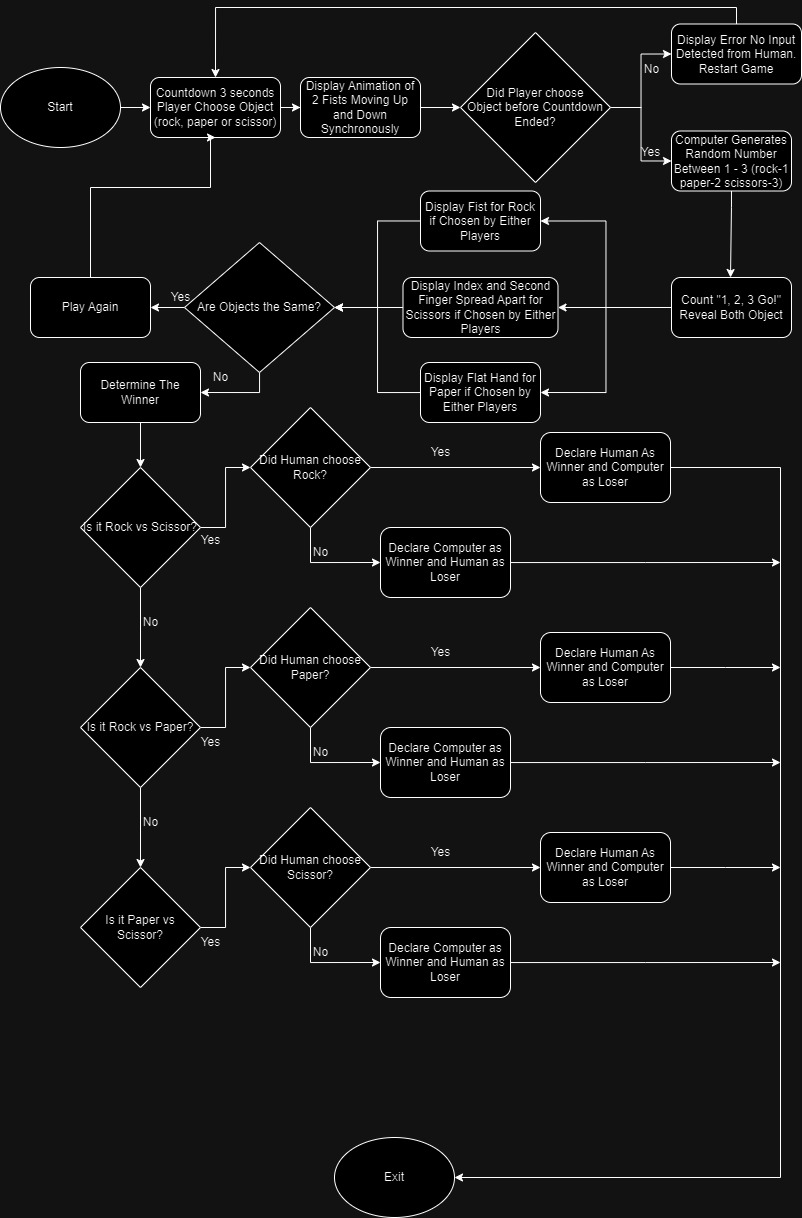 Display Error No Input
Detected from Human.
Restart Game
Start
Countdown 3 seconds
Player Choose Object
(rock, paper or scissor)
Display Animation of
2 Fists Moving Up
and Down
Synchronously
Did Player choose
Object before Countdown
Ended?
No
Yes
Computer Generates
Random Number
Between 1 - 3 (rock-1
paper-2 scissors-3)
Display Fist for Rock
if Chosen by Either
Players
Play Again
Yes
Are Objects the Same?
Display Index and Second
Finger Spread Apart for
Scissors if Chosen by Either
Players
Count "1, 2, 3 Go!"
Reveal Both Object
No
Display Flat Hand for
Paper if Chosen by
Either Players
Determine The
Winner
Did Human choose
Rock?
Yes
Declare Human As
Winner and Computer
as Loser
Is it Rock vs Scissor?
Yes
No
Declare Computer as
Winner and Human as
Loser
No
Did Human choose
Paper?
Yes
Declare Human As
Winner and Computer
as Loser
Is it Rock vs Paper?
Yes
No
Declare Computer as
Winner and Human as
Loser
No
Did Human choose
Scissor?
Yes
Declare Human As
Winner and Computer
as Loser
Is it Paper vs
Scissor?
Yes
No
Declare Computer as
Winner and Human as
Loser
Exit